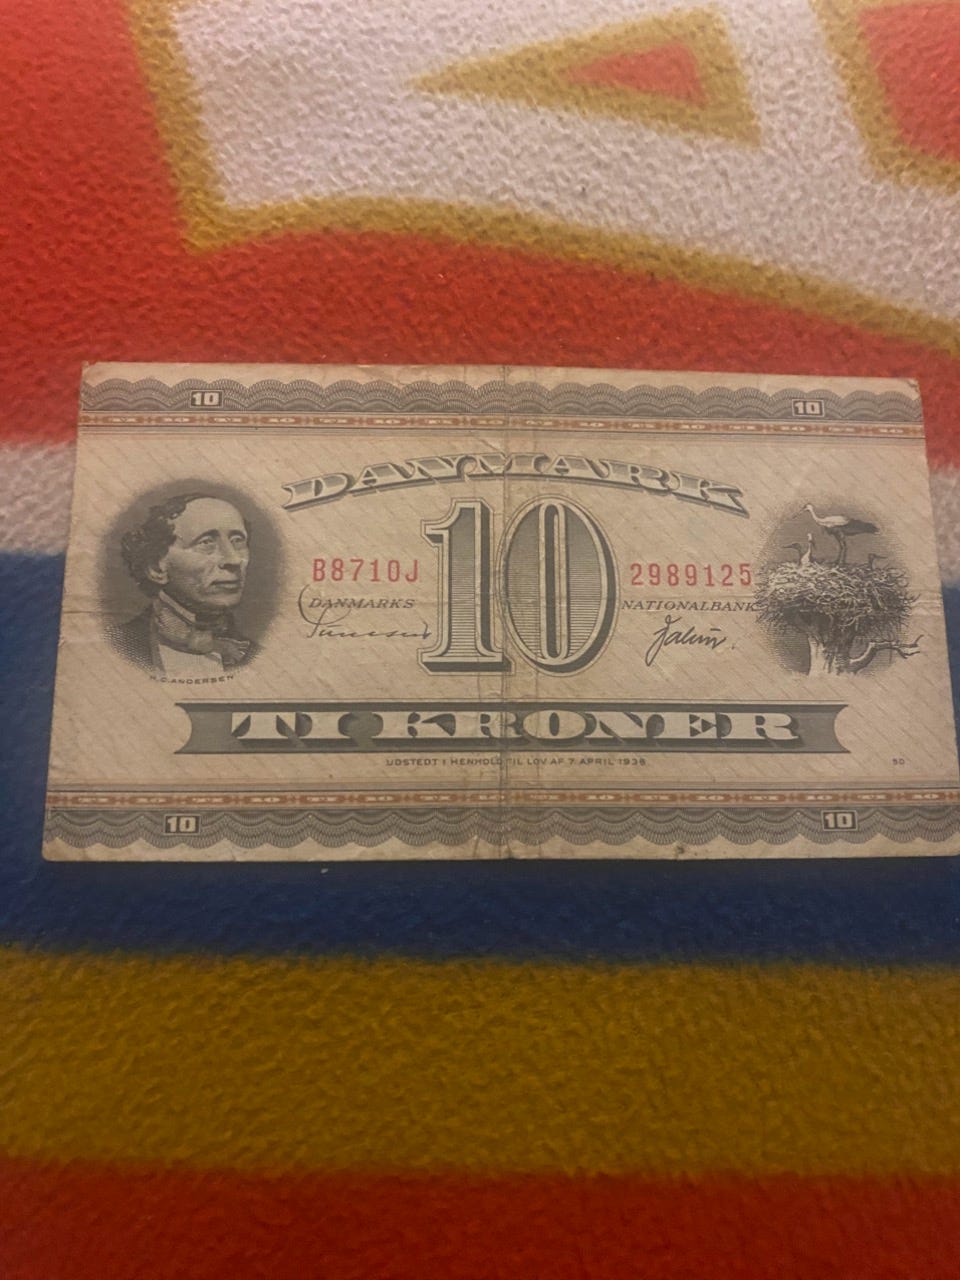 10 10
DANMARK
10
B8710J 2989125
DANMARKS NATIONALBANK
H.C. ANDERSEN
TI KRONER
UDSTEDT I HENHOLD TIL LOV AF 7. APRIL 1936
10 10